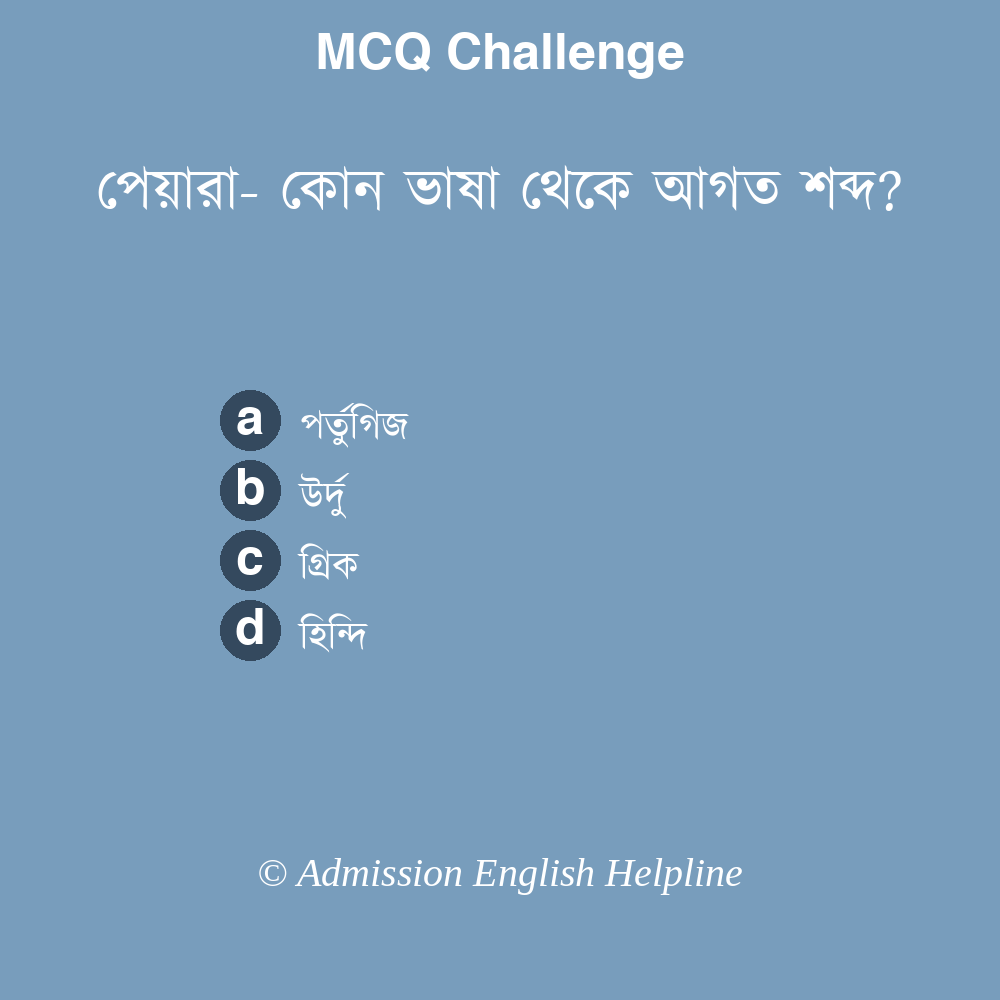 MCQ Challenge
পেয়ারা- কোন ভাষা থেকে আগত শব্দ?
a পর্তুগিজ
b উর্দু
c গ্রিক
d হিন্দি
© Admission English Helpline